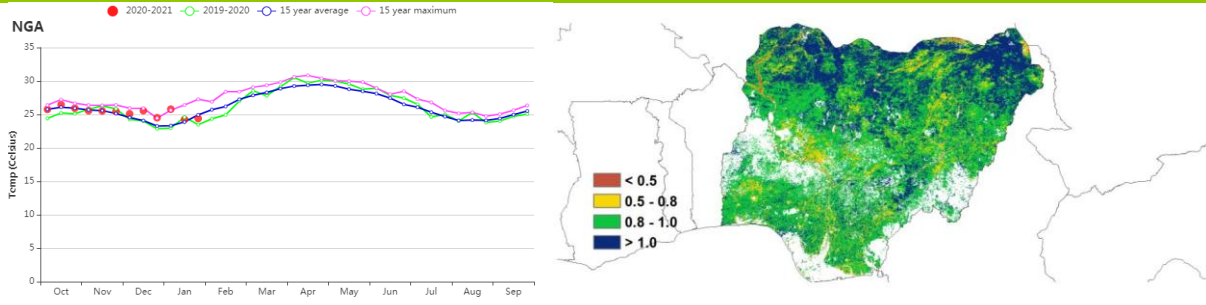 2020-2021 2019-2020 15 year average 15 year maximum
NGA
Temp (Celsius)
35
30
25
20
15
10
5
0
Oct Nov Dec Jan Feb Mar Apr May Jun Jul Aug Sep
< 0.5
0.5 - 0.8
0.8 - 1.0
> 1.0